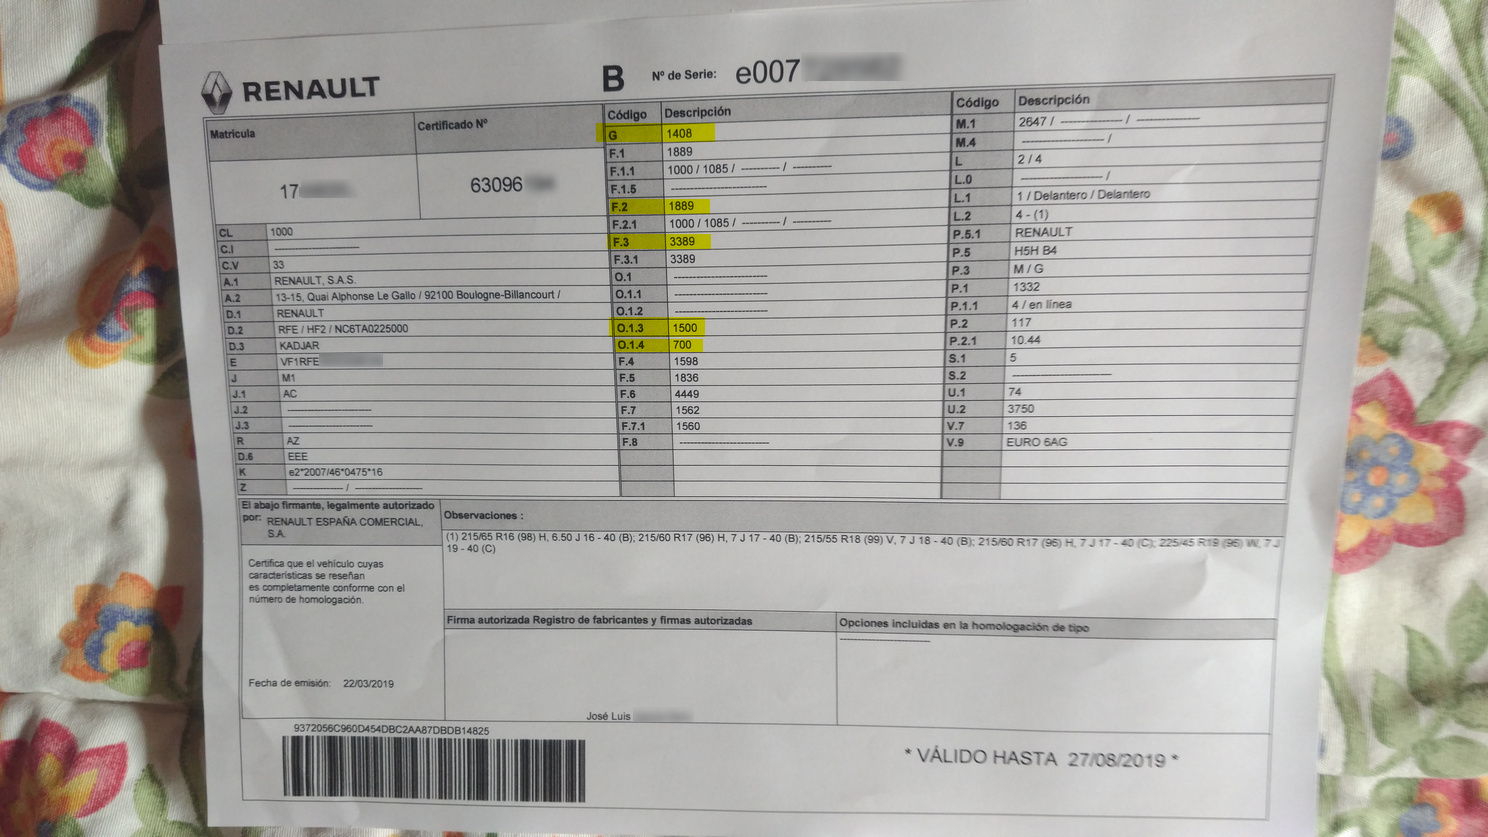 RENAULT
B Nº de Serie: e007
Matrícula
Certificado Nº
17
63096
CL 1000
C.I ------------------
C.V 33
A.1 RENAULT, S.A.S.
A.2 13-15, Quai Alphonse Le Gallo / 92100 Boulogne-Billancourt /
D.1 RENAULT
D.2 RFE / HF2 / NC6TA0225000
D.3 KADJAR
E VF1RFE
J M1
J.1 AC
J.2 ------------------
J.3 ------------------
R AZ
D.6 EEE
K e2*2007/46*0475*16
Z ------------ / ----------------
Código Descripción
G 1408
F.1 1889
F.1.1 1000 / 1085 / ---------- / ----------
F.1.5 --------------------
F.2 1889
F.2.1 1000 / 1085 / ---------- / ----------
F.3 3389
F.3.1 3389
O.1 --------------------
O.1.1 --------------------
O.1.2 --------------------
O.1.3 1500
O.1.4 700
F.4 1598
F.5 1836
F.6 4449
F.7 1562
F.7.1 1560
F.8 --------------------
Código Descripción
M.1 2647 / ---------------- / ----------------
M.4 -------------------- /
L 2 / 4
L.0 -------------------- /
L.1 1 / Delantero / Delantero
L.2 4 - (1)
P.5.1 RENAULT
P.5 H5H B4
P.3 M / G
P.1 1332
P.1.1 4 / en línea
P.2 117
P.2.1 10.44
S.1 5
S.2 --------------------
U.1 74
U.2 3750
V.7 136
V.9 EURO 6AG
El abajo firmante, legalmente autorizado
por: RENAULT ESPAÑA COMERCIAL,
S.A.
Certifica que el vehículo cuyas
características se reseñan
es completamente conforme con el
número de homologación.
Fecha de emisión: 22/03/2019
Observaciones :
(1) 215/65 R16 (98) H, 6.50 J 16 - 40 (B); 215/60 R17 (96) H, 7 J 17 - 40 (B); 215/55 R18 (99) V, 7 J 18 - 40 (B); 215/60 R17 (96) H, 7 J 17 - 40 (C); 225/45 R19 (96) W, 7 J
19 - 40 (C)
Firma autorizada Registro de fabricantes y firmas autorizadas
José Luis
Opciones incluidas en la homologación de tipo
--------------------
9372056C960D454DBC2AA87DBDB14825
* VÁLIDO HASTA 27/08/2019 *